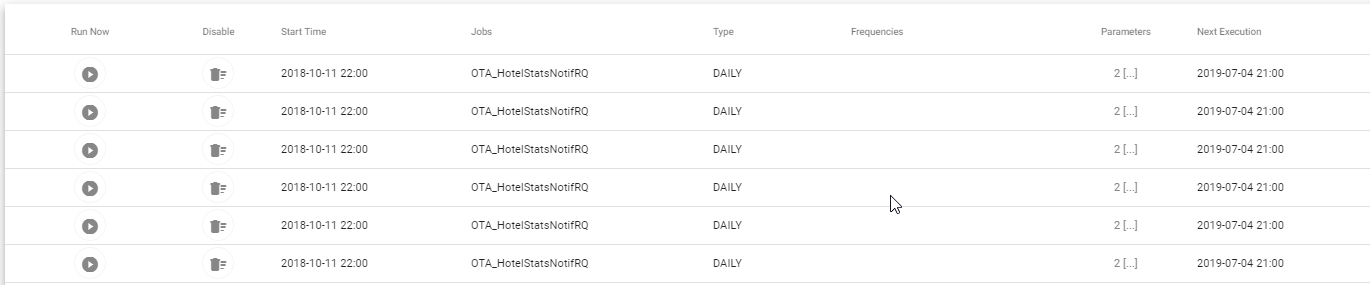 Run Now Disable Start Time Jobs Type Frequencies Parameters Next Execution
2018-10-11 22:00 OTA_HotelStatsNotifRQ DAILY 2 [...] 2019-07-04 21:00
2018-10-11 22:00 OTA_HotelStatsNotifRQ DAILY 2 [...] 2019-07-04 21:00
2018-10-11 22:00 OTA_HotelStatsNotifRQ DAILY 2 [...] 2019-07-04 21:00
2018-10-11 22:00 OTA_HotelStatsNotifRQ DAILY 2 [...] 2019-07-04 21:00
2018-10-11 22:00 OTA_HotelStatsNotifRQ DAILY 2 [...] 2019-07-04 21:00
2018-10-11 22:00 OTA_HotelStatsNotifRQ DAILY 2 [...] 2019-07-04 21:00